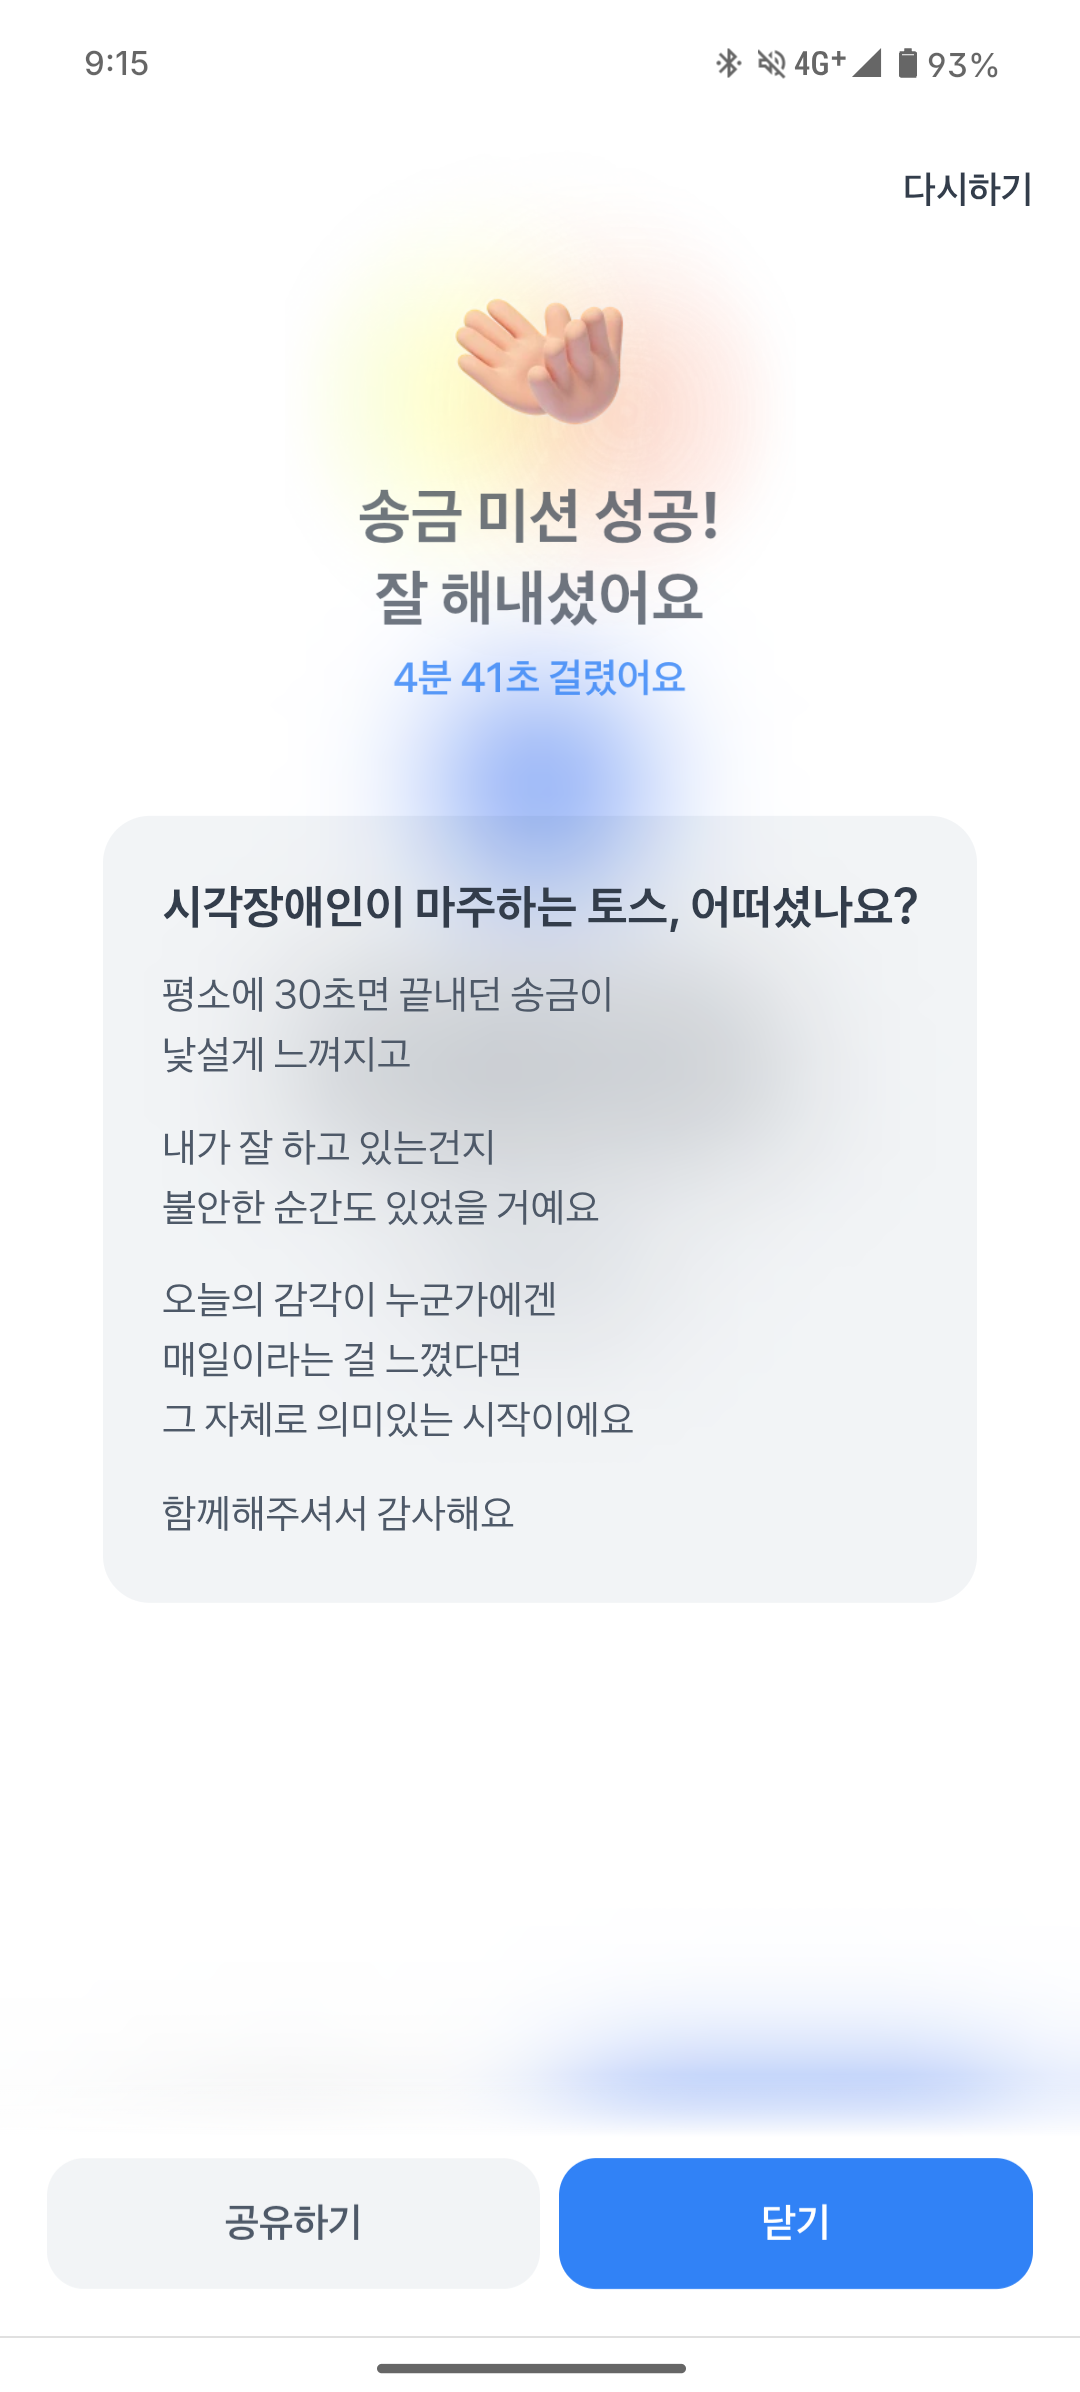 9:15
4G+ 93%
다시하기
송금 미션 성공!
잘 해내셨어요
4분 41초 걸렸어요
시각장애인이 마주하는 토스, 어떠셨나요?
평소에 30초면 끝내던 송금이
낯설게 느껴지고
내가 잘 하고 있는건지
불안한 순간도 있었을 거예요
오늘의 감각이 누군가에겐
매일이라는 걸 느꼈다면
그 자체로 의미있는 시작이에요
함께해주셔서 감사해요
공유하기
닫기